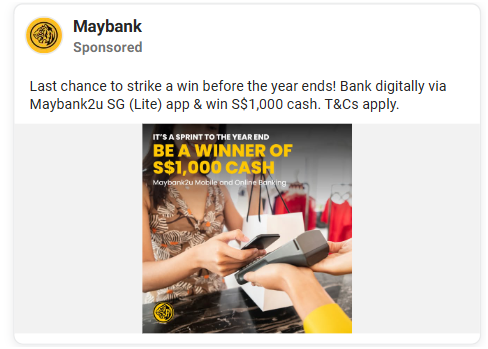 Maybank
Sponsored
Last chance to strike a win before the year ends! Bank digitally via
Maybank2u SG (Lite) app & win S$1,000 cash. T&Cs apply.
IT'S A SPRINT TO THE YEAR END
BE A WINNER OF
S$1,000 CASH
Maybank2u Mobile and Online Banking